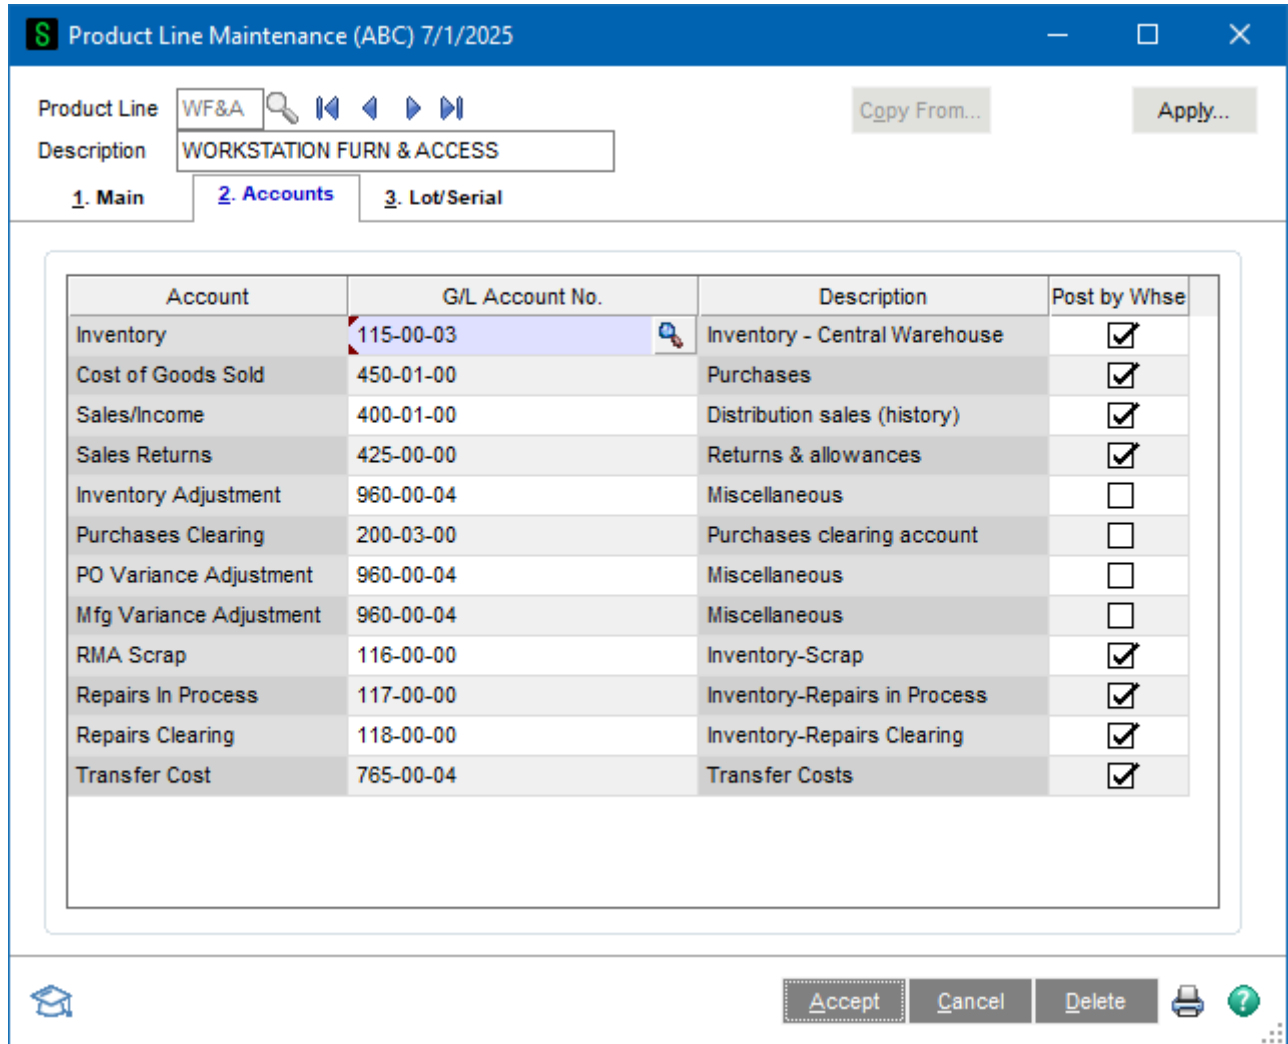 S Product Line Maintenance (ABC) 7/1/2025
Product Line WF&A Copy From... Apply...
Description WORKSTATION FURN & ACCESS
1. Main 2. Accounts 3. Lot/Serial
Account G/L Account No. Description Post by Whse
Inventory 115-00-03 Inventory - Central Warehouse
Cost of Goods Sold 450-01-00 Purchases
Sales/Income 400-01-00 Distribution sales (history)
Sales Returns 425-00-00 Returns & allowances
Inventory Adjustment 960-00-04 Miscellaneous
Purchases Clearing 200-03-00 Purchases clearing account
PO Variance Adjustment 960-00-04 Miscellaneous
Mfg Variance Adjustment 960-00-04 Miscellaneous
RMA Scrap 116-00-00 Inventory-Scrap
Repairs In Process 117-00-00 Inventory-Repairs in Process
Repairs Clearing 118-00-00 Inventory-Repairs Clearing
Transfer Cost 765-00-04 Transfer Costs
Accept Cancel Delete ?